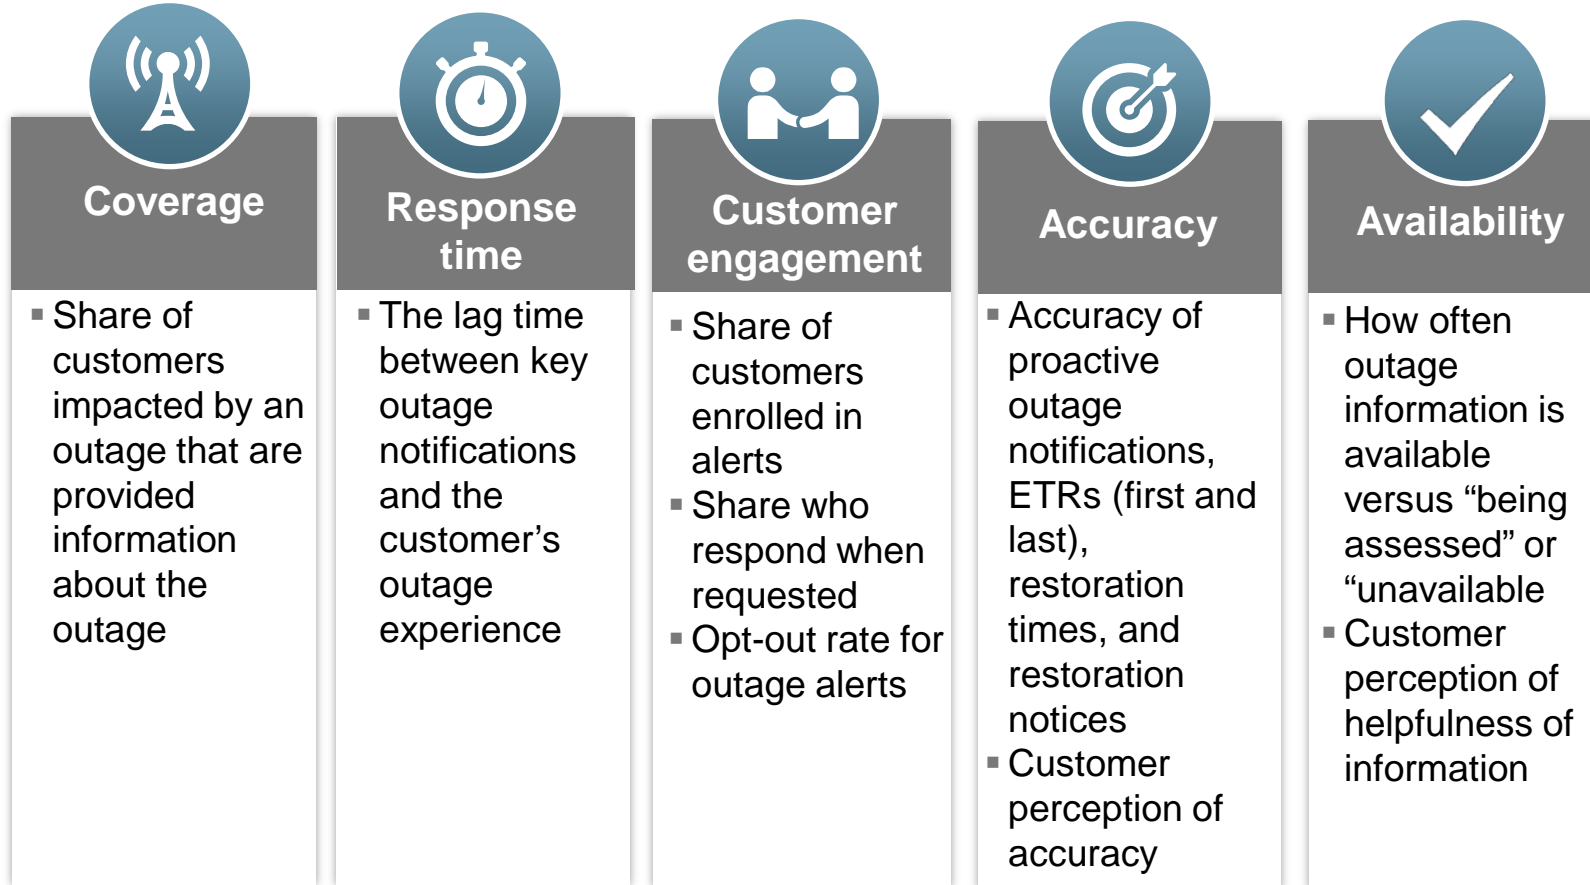 Coverage
▪ Share of
customers
impacted by an
outage that are
provided
information
about the
outage
Response
time
▪ The lag time
between key
outage
notifications
and the
customer’s
outage
experience
Customer
engagement
▪ Share of
customers
enrolled in
alerts
▪ Share who
respond when
requested
▪ Opt-out rate for
outage alerts
Accuracy
▪ Accuracy of
proactive
outage
notifications,
ETRs (first and
last),
restoration
times, and
restoration
notices
▪ Customer
perception of
accuracy
Availability
▪ How often
outage
information is
available
versus “being
assessed” or
“unavailable
▪ Customer
perception of
helpfulness of
information